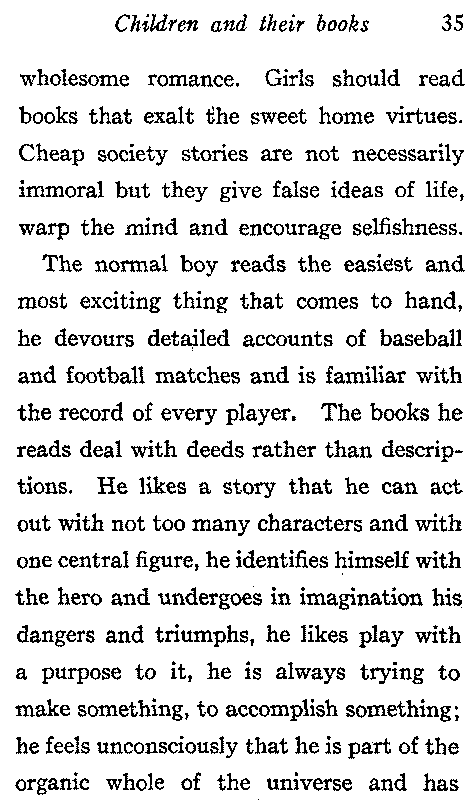 Children and their books 35
wholesome romance. Girls should read
books that exalt the sweet home virtues.
Cheap society stories are not necessarily
immoral but they give false ideas of life,
warp the mind and encourage selfishness.
The normal boy reads the easiest and
most exciting thing that comes to hand,
he devours detailed accounts of baseball
and football matches and is familiar with
the record of every player. The books he
reads deal with deeds rather than descrip-
tions. He likes a story that he can act
out with not too many characters and with
one central figure, he identifies himself with
the hero and undergoes in imagination his
dangers and triumphs, he likes play with
a purpose to it, he is always trying to
make something, to accomplish something;
he feels unconsciously that he is part of the
organic whole of the universe and has